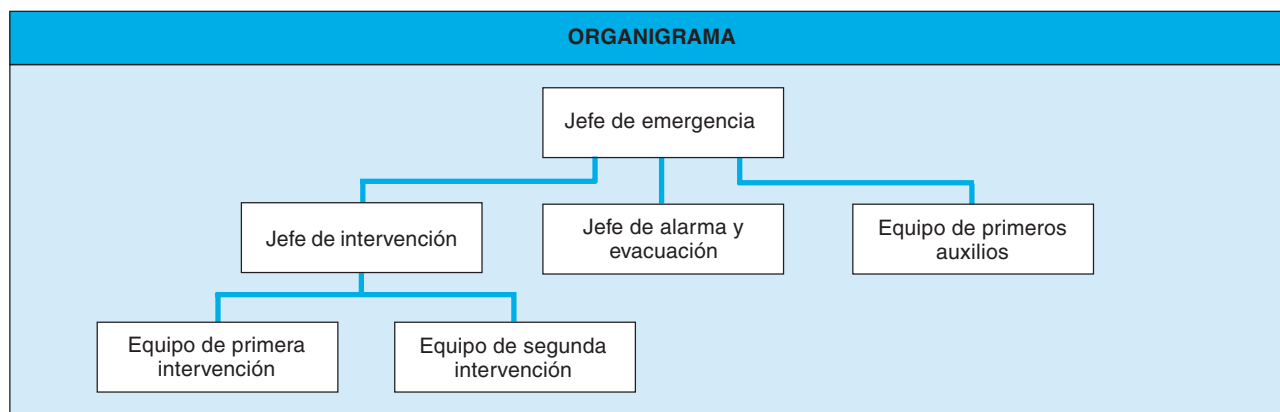 ORGANIGRAMA
Jefe de emergencia
Jefe de intervención
Jefe de alarma y
evacuación
Equipo de primeros
auxilios
Equipo de primera
intervención
Equipo de segunda
intervención